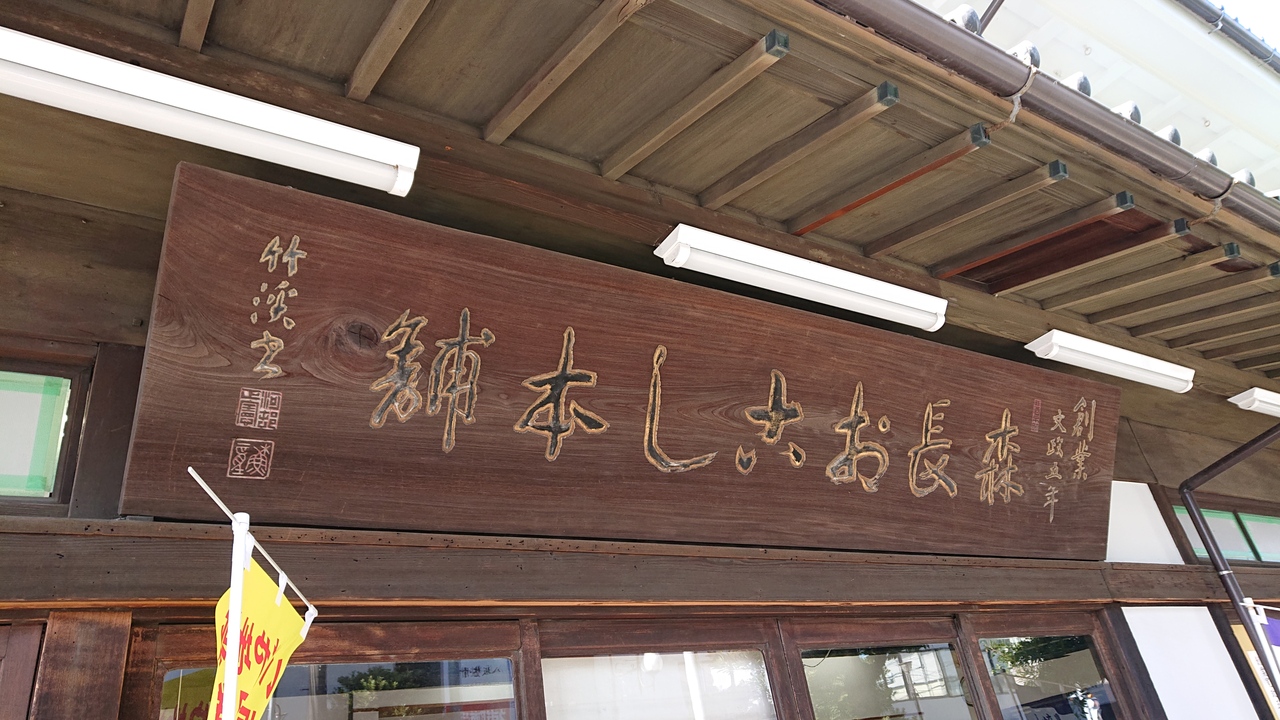 創業
文政五年
森長おこし本舗
竹渓書